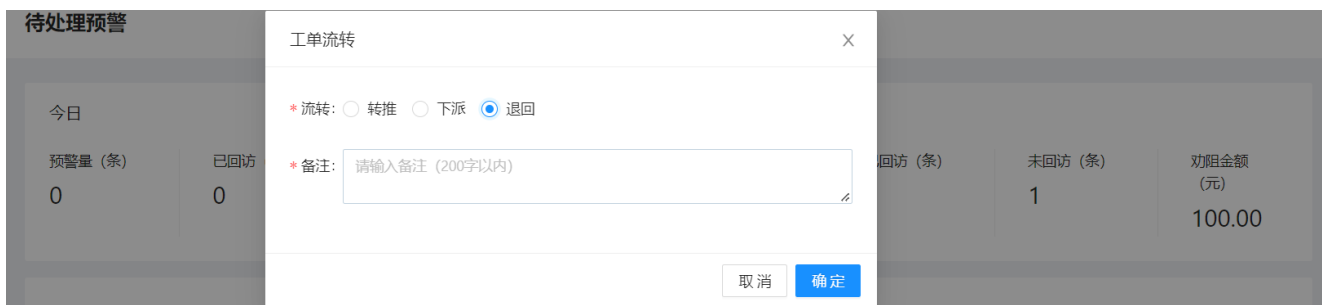 待处理预警
工单流转
* 流转: 转推 下派 退回
* 备注: 请输入备注（200字以内）
取消 确定
今日
预警量（条）
0
已回访
0
回访（条）
未回访（条）
1
劝阻金额
（元）
100.00